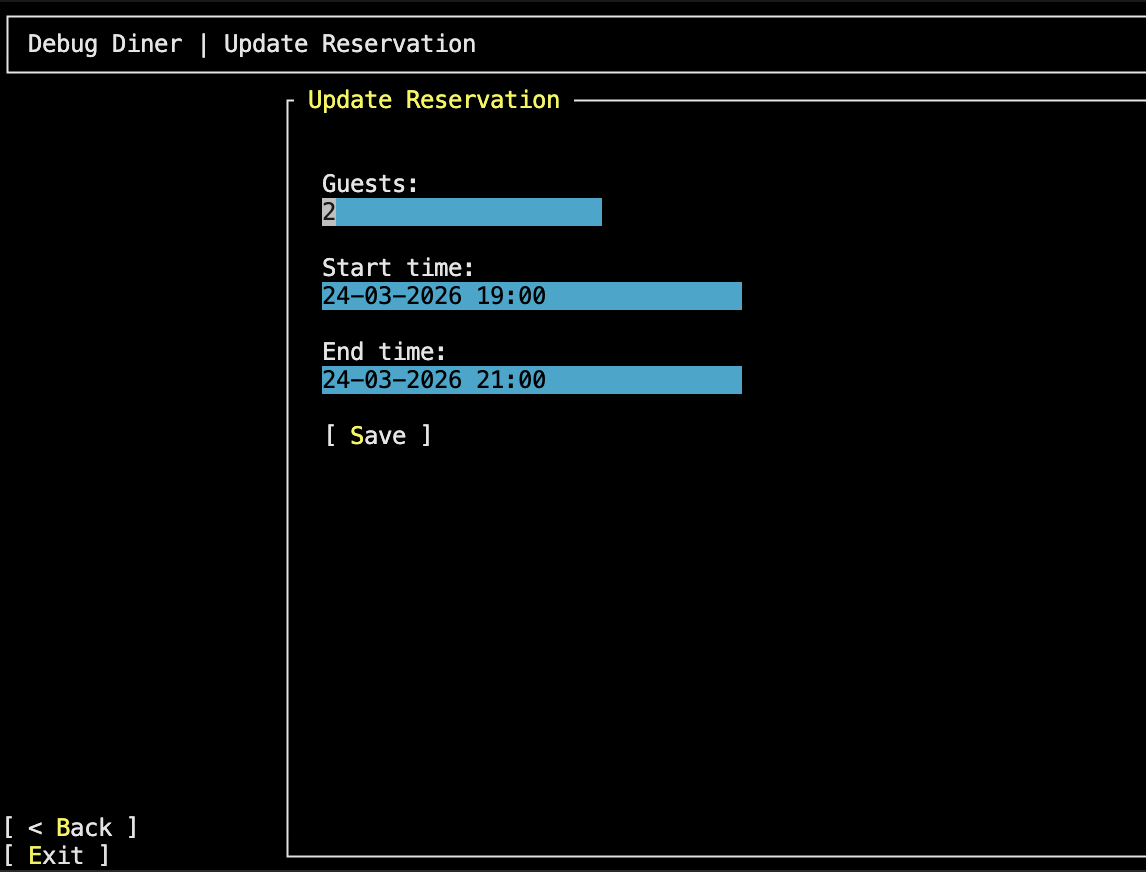 Debug Diner | Update Reservation
Update Reservation
Guests:
2
Start time:
24-03-2026 19:00
End time:
24-03-2026 21:00
[ Save ]
[ < Back ]
[ Exit ]